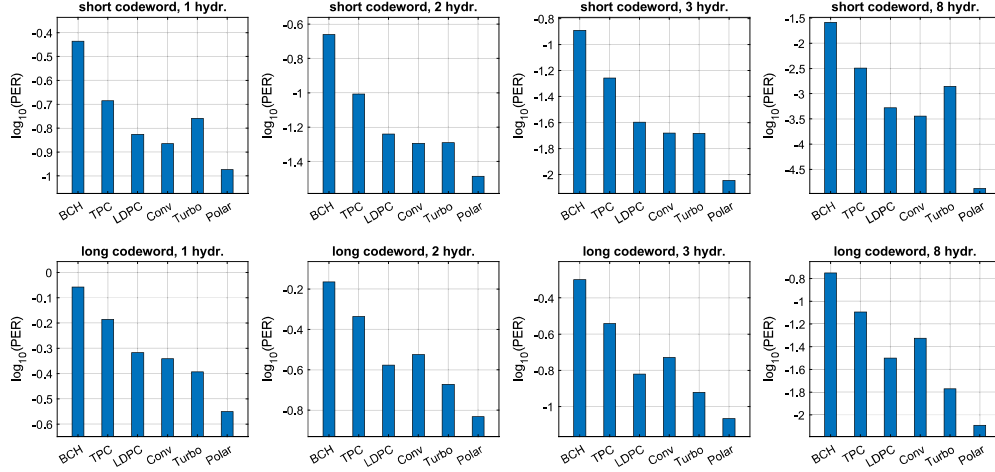 short codeword, 1 hydr.
log10(PER)
-0.4
-0.5
-0.6
-0.7
-0.8
-0.9
-1
BCH
TPC
LDPC
Conv
Turbo
Polar
short codeword, 2 hydr.
log10(PER)
-0.6
-0.8
-1
-1.2
-1.4
BCH
TPC
LDPC
Conv
Turbo
Polar
short codeword, 3 hydr.
log10(PER)
-0.8
-1
-1.2
-1.4
-1.6
-1.8
-2
BCH
TPC
LDPC
Conv
Turbo
Polar
short codeword, 8 hydr.
log10(PER)
-1.5
-2.5
-3.5
-4.5
BCH
TPC
LDPC
Conv
Turbo
Polar
long codeword, 1 hydr.
log10(PER)
0
-0.1
-0.2
-0.3
-0.4
-0.5
-0.6
BCH
TPC
LDPC
Conv
Turbo
Polar
long codeword, 2 hydr.
log10(PER)
-0.2
-0.4
-0.6
-0.8
BCH
TPC
LDPC
Conv
Turbo
Polar
long codeword, 3 hydr.
log10(PER)
-0.4
-0.6
-0.8
-1
BCH
TPC
LDPC
Conv
Turbo
Polar
long codeword, 8 hydr.
log10(PER)
-0.8
-1
-1.2
-1.4
-1.6
-1.8
-2
BCH
TPC
LDPC
Conv
Turbo
Polar